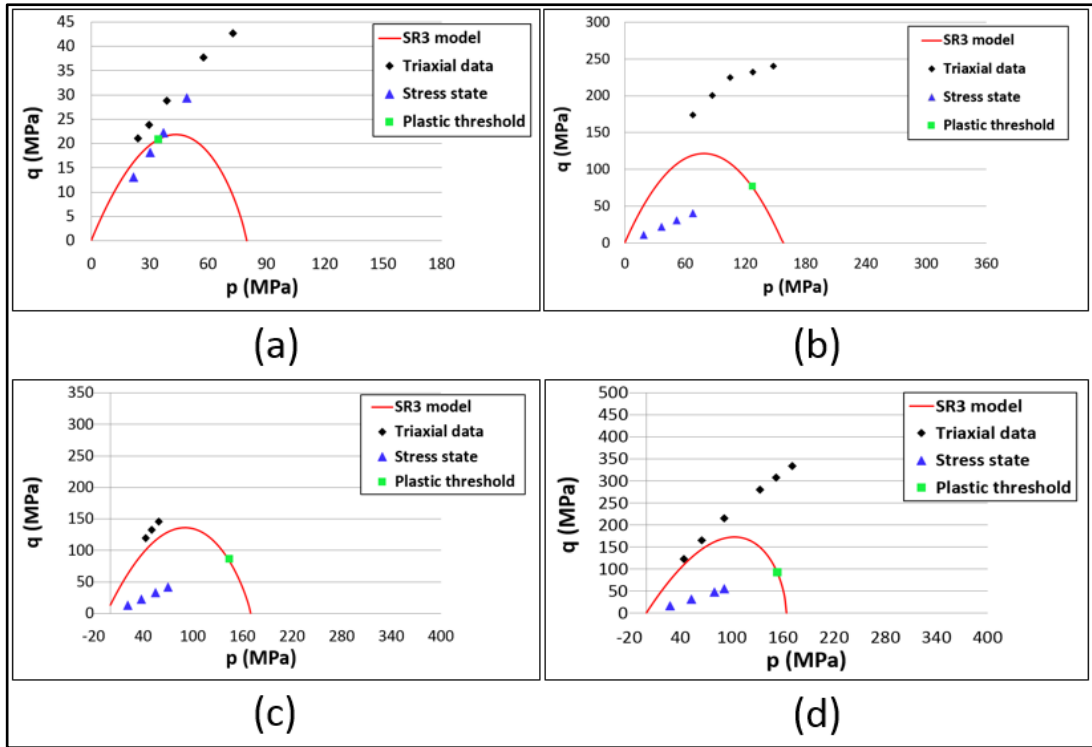 45
40
35
30
25
20
15
10
5
0
q (MPa)
0 30 60 90 120 150 180
p (MPa)
SR3 model
Triaxial data
Stress state
Plastic threshold
(a)
300
250
200
150
100
50
0
q (MPa)
0 60 120 180 240 300 360
p (MPa)
SR3 model
Triaxial data
Stress state
Plastic threshold
(b)
350
300
250
200
150
100
50
0
q (MPa)
-20 40 100 160 220 280 340 400
p (MPa)
SR3 model
Triaxial data
Stress state
Plastic threshold
(c)
500
450
400
350
300
250
200
150
100
50
0
q (MPa)
-20 40 100 160 220 280 340 400
p (MPa)
SR3 model
Triaxial data
Stress state
Plastic threshold
(d)